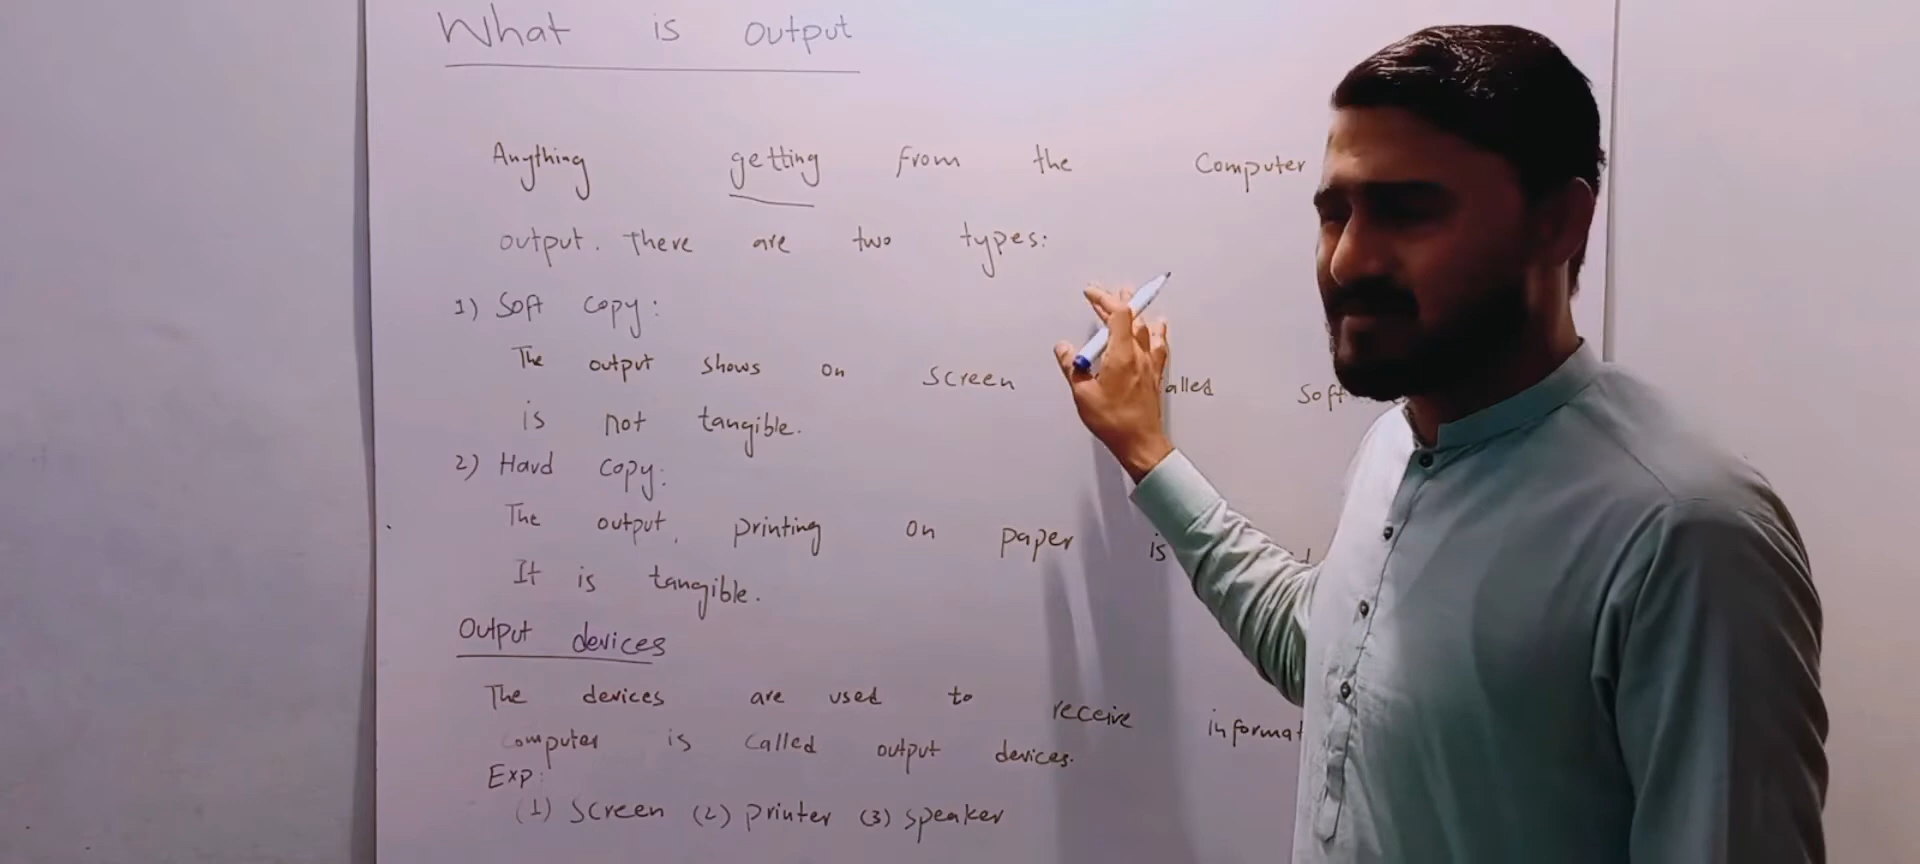 What is output
Anything getting from the Computer
output. There are two types:
1) Soft Copy:
The output shows on screen called Soft
is not tangible.
2) Hard Copy:
The output, printing on paper is
It is tangible.
Output devices
The devices are used to receive informat
Computer is called output devices.
Exp:
(1) Screen (2) Printer (3) Speaker